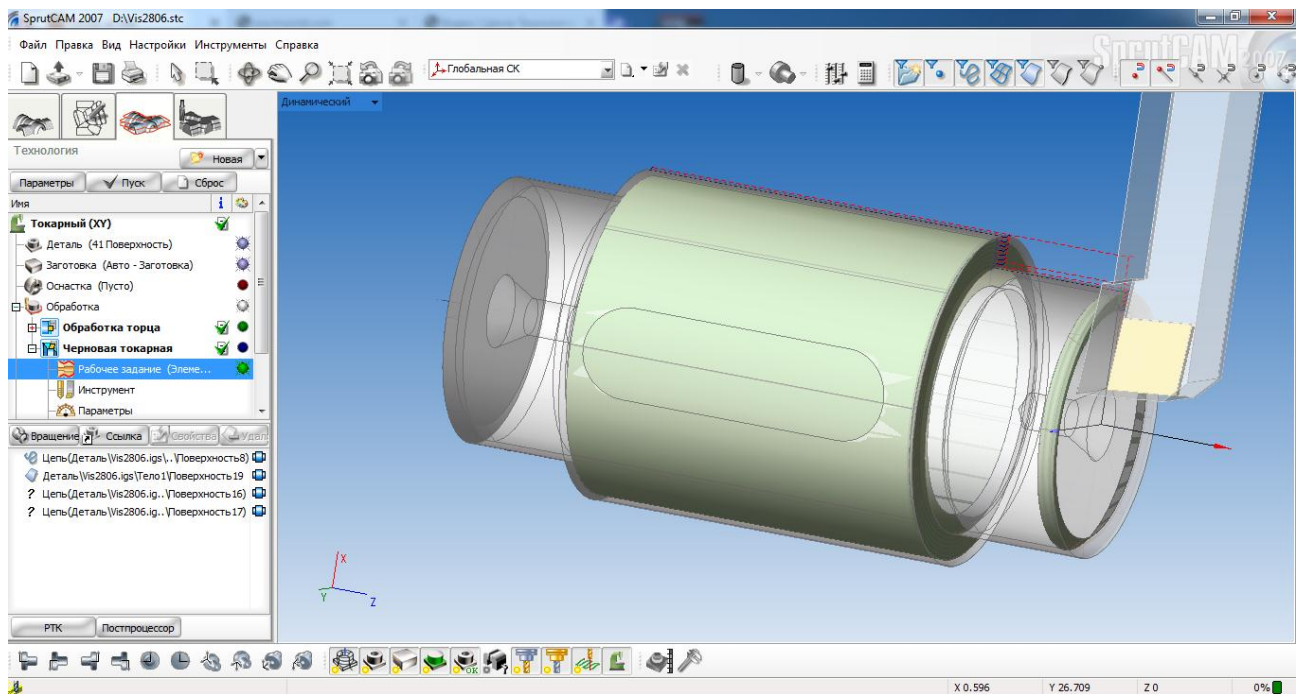 SprutCAM 2007 D:\Vis2806.stc
Файл Правка Вид Настройки Инструменты Справка
SprutCAM 2007
Глобальная СК
Динамический
Технология
Новая
Параметры Пуск Сброс
Имя
Токарный (XY)
Деталь (41 Поверхность)
Заготовка (Авто - Заготовка)
Оснастка (Пусто)
Обработка
Обработка торца
Черновая токарная
Рабочее задание (Элеме...
Инструмент
Параметры
Вращение Ссылка Свойства Удал
Цепь(Деталь\Vis2806.igs\..\Поверхность8)
Деталь\Vis2806.igs\Тело1\Поверхность19
? Цепь(Деталь\Vis2806.ig..\Поверхность16)
? Цепь(Деталь\Vis2806.ig..\Поверхность17)
X
Y
Z
РТК Постпроцессор
X 0.596 Y 26.709 Z 0 0%